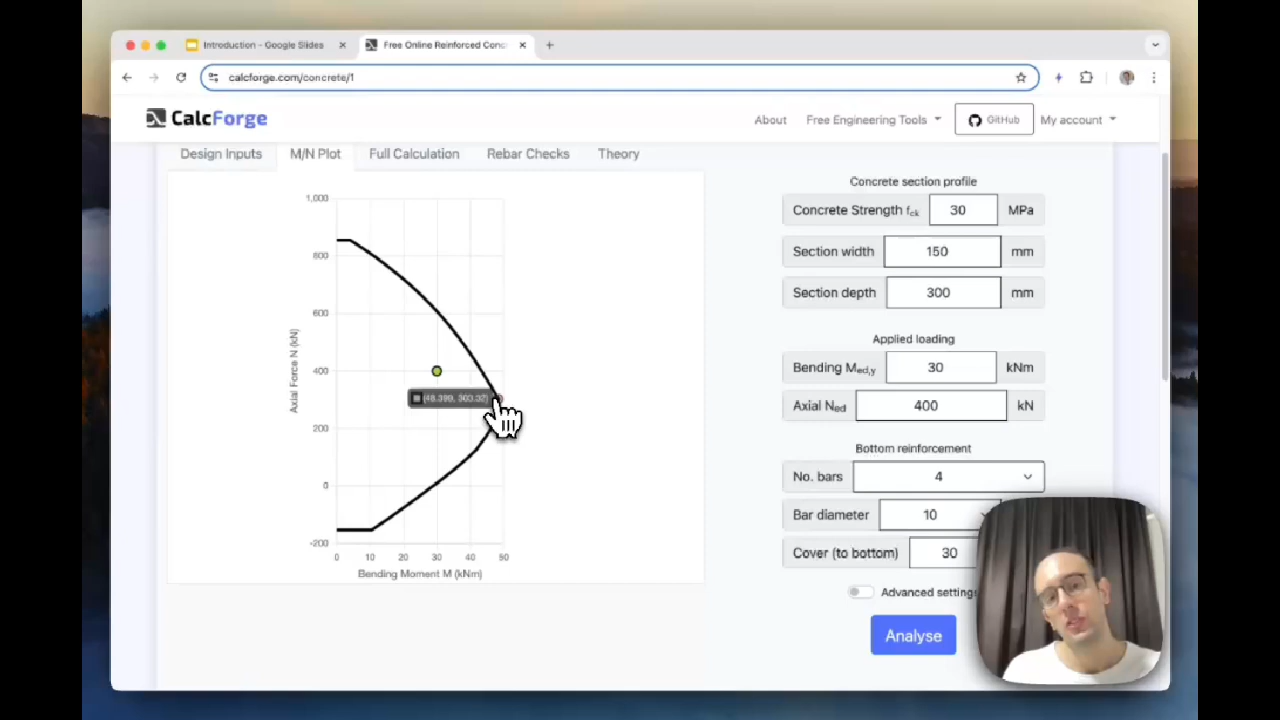 Introduction - Google Slides
Free Online Reinforced Conc
calcforge.com/concrete/1
CalcForge
About
Free Engineering Tools
GitHub
My account
Design Inputs
M/N Plot
Full Calculation
Rebar Checks
Theory
1,000
800
600
400
200
0
-200
Axial Force N (kN)
0 10 20 30 40 50
Bending Moment M (kNm)
Concrete section profile
Concrete Strength fck 30 MPa
Section width 150 mm
Section depth 300 mm
Applied loading
Bending Med,y 30 kNm
Axial Ned 400 kN
Bottom reinforcement
No. bars 4
Bar diameter 10
Cover (to bottom) 30
Advanced setting
Analyse